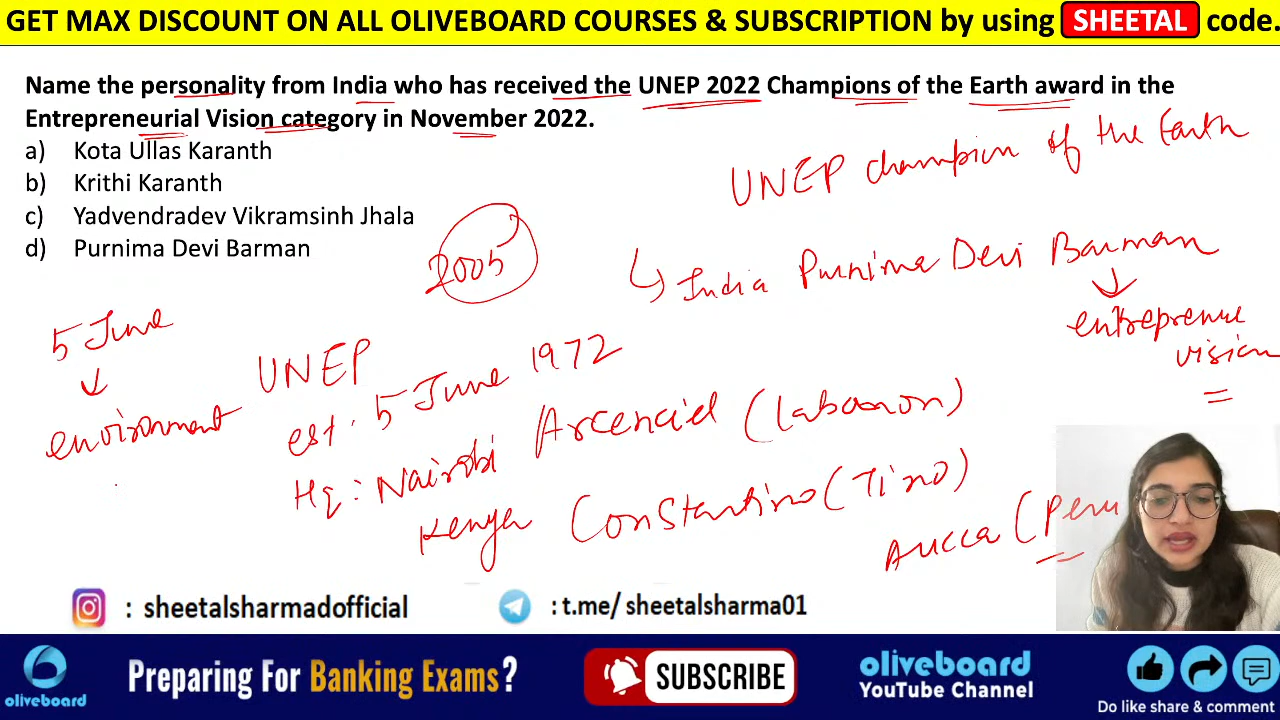 GET MAX DISCOUNT ON ALL OLIVEBOARD COURSES & SUBSCRIPTION by using SHEETAL code.
Name the personality from India who has received the UNEP 2022 Champions of the Earth award in the
Entrepreneurial Vision category in November 2022.
a) Kota Ullas Karanth
b) Krithi Karanth
c) Yadvendradev Vikramsinh Jhala
d) Purnima Devi Barman
UNEP champion of the Earth
2005
India Purnima Devi Barman
entreprenue
vision
5 June
environment
UNEP
est. 5 June 1972
Hq: Nairobi
Kenya
Arcenciel (Labanon)
Constantino (Tino)
Aucca (Peru
: sheetalsharmadofficial
: t.me/ sheetalsharma01
oliveboard
Preparing For Banking Exams?
SUBSCRIBE
oliveboard
YouTube Channel
Do like share & comment